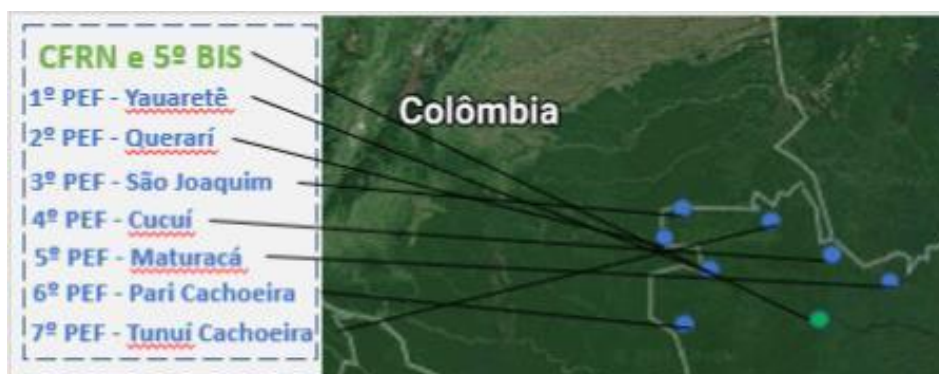 CFRN e 5º BIS
1º PEF - Yauaretê
2º PEF - Querarí
3º PEF - São Joaquim
4º PEF - Cucuí
5º PEF - Maturacá
6º PEF - Pari Cachoeira
7º PEF - Tunuí Cachoeira
Colômbia